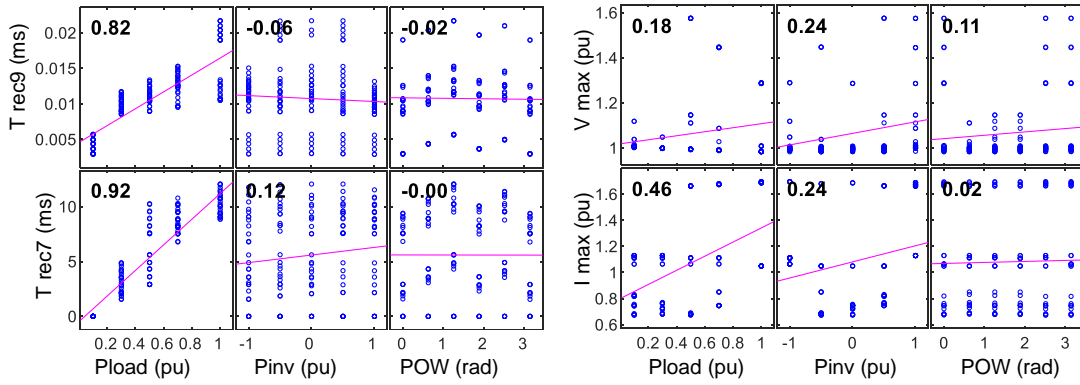 0.82 -0.06 -0.02
0.02
0.015
0.01
0.005
T rec9 (ms)
0.92 0.12 -0.00
10
5
0
T rec7 (ms)
0.2 0.4 0.6 0.8 1
-1 0 1
0 1 2 3
Pload (pu) Pinv (pu) POW (rad)
0.18 0.24 0.11
1.6
1.4
1.2
1
V max (pu)
0.46 0.24 0.02
1.6
1.4
1.2
1
0.8
0.6
I max (pu)
0.2 0.4 0.6 0.8 1
-1 0 1
0 1 2 3
Pload (pu) Pinv (pu) POW (rad)